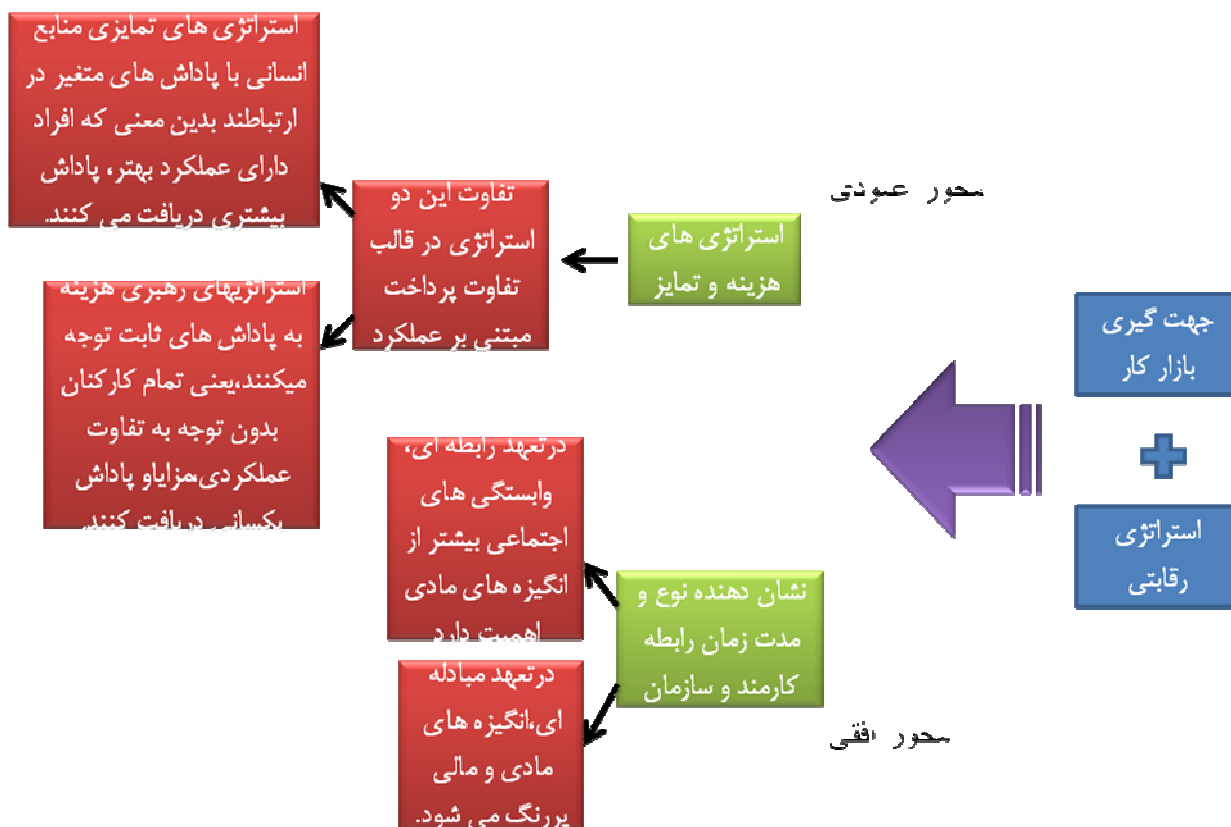 جهت گیری
بازار کار
استراتژی
رقابتی
محور عمودی
استراتژی های
هزینه و تمایز
تفاوت این دو
استراتژی در قالب
تفاوت پرداخت
مبتنی بر عملکرد
استراتژی های تمایزی منابع
انسانی با پاداش های متغیر در
ارتباطند بدین معنی که افراد
دارای عملکرد بهتر، پاداش
بیشتری دریافت می کنند.
استراتژیهای رهبری هزینه
به پاداش های ثابت توجه
میکنند،یعنی تمام کارکنان
بدون توجه به تفاوت
عملکردی،مزایاو پاداش
یکسانی دریافت کنند.
محور افقی
نشان دهنده نوع و
مدت زمان رابطه
کارمند و سازمان
درتعهد رابطه ای،
وابستگی های
اجتماعی بیشتر از
انگیزه های مادی
اهمیت دارد
درتعهد مبادله
ای،انگیزه های
مادی و مالی
پررنگ می شود.